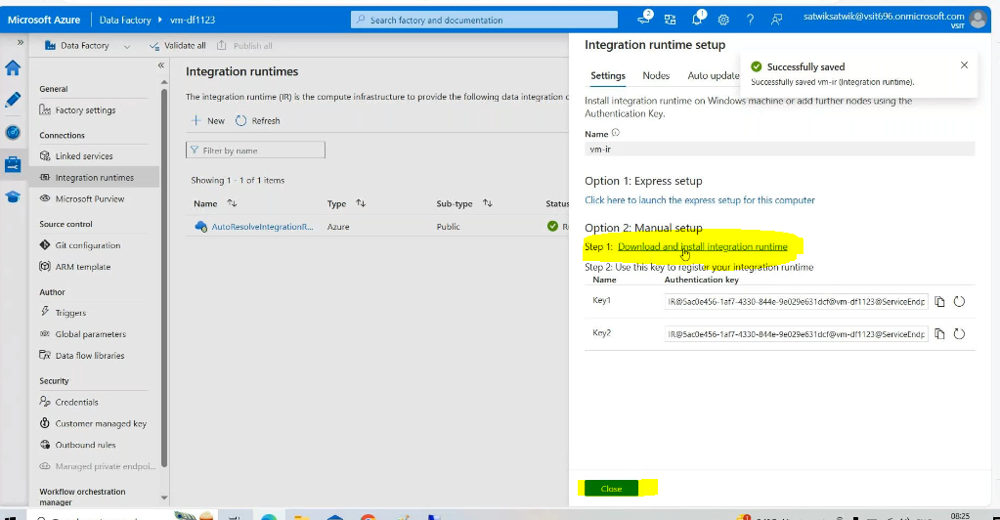 Microsoft Azure Data Factory vm-df1123 Search factory and documentation 2 1 satwiksatwik@vsit696.onmicrosoft.com
VSIT
Data Factory Validate all Publish all
General
Factory settings
Connections
Linked services
Integration runtimes
Microsoft Purview
Source control
Git configuration
ARM template
Author
Triggers
Global parameters
Data flow libraries
Security
Credentials
Customer managed key
Outbound rules
Managed private endpoi...
Workflow orchestration
manager
Integration runtimes
The integration runtime (IR) is the compute infrastructure to provide the following data integration c
New Refresh
Filter by name
Showing 1 - 1 of 1 items
Name Type Sub-type Status
AutoResolveIntegrationR... Azure Public R
Integration runtime setup
Successfully saved
Successfully saved vm-ir (Integration runtime).
Settings Nodes Auto update
Install integration runtime on Windows machine or add further nodes using the
Authentication Key.
Name
vm-ir
Option 1: Express setup
Click here to launch the express setup for this computer
Option 2: Manual setup
Step 1: Download and install integration runtime
Step 2: Use this key to register your integration runtime
Name Authentication key
Key1 IR@5ac0e456-1af7-4330-844e-9e029e631dcf@vm-df1123@ServiceEndp
Key2 IR@5ac0e456-1af7-4330-844e-9e029e631dcf@vm-df1123@ServiceEndp
Close
08:25